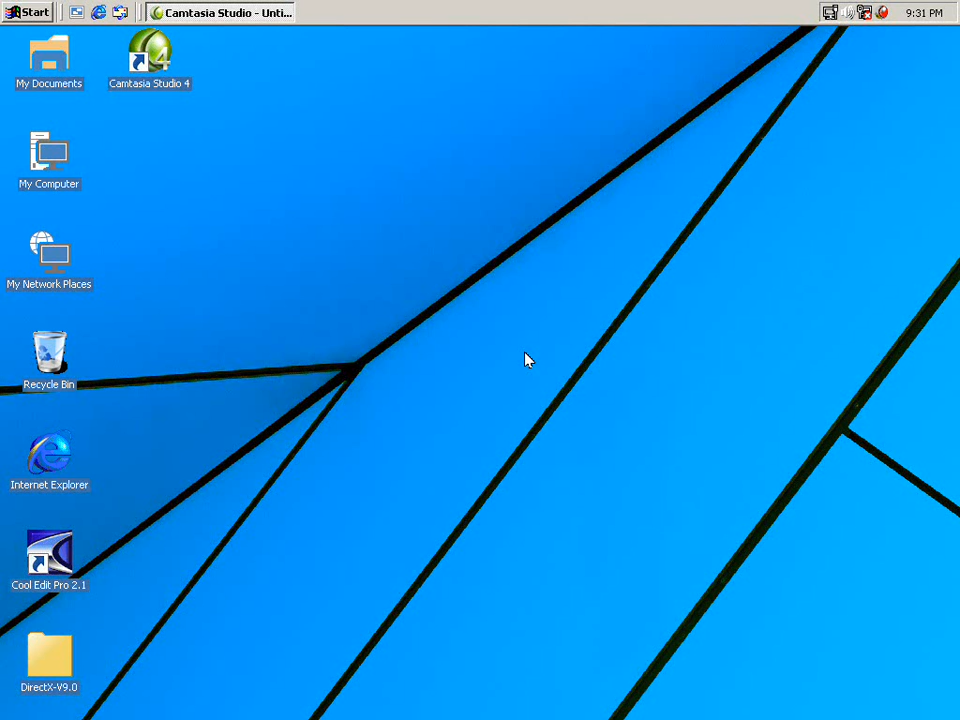 Start
Camtasia Studio - Unti...
9:31 PM
My Documents
Camtasia Studio 4
My Computer
My Network Places
Recycle Bin
Internet Explorer
Cool Edit Pro 2.1
DirectX-V9.0